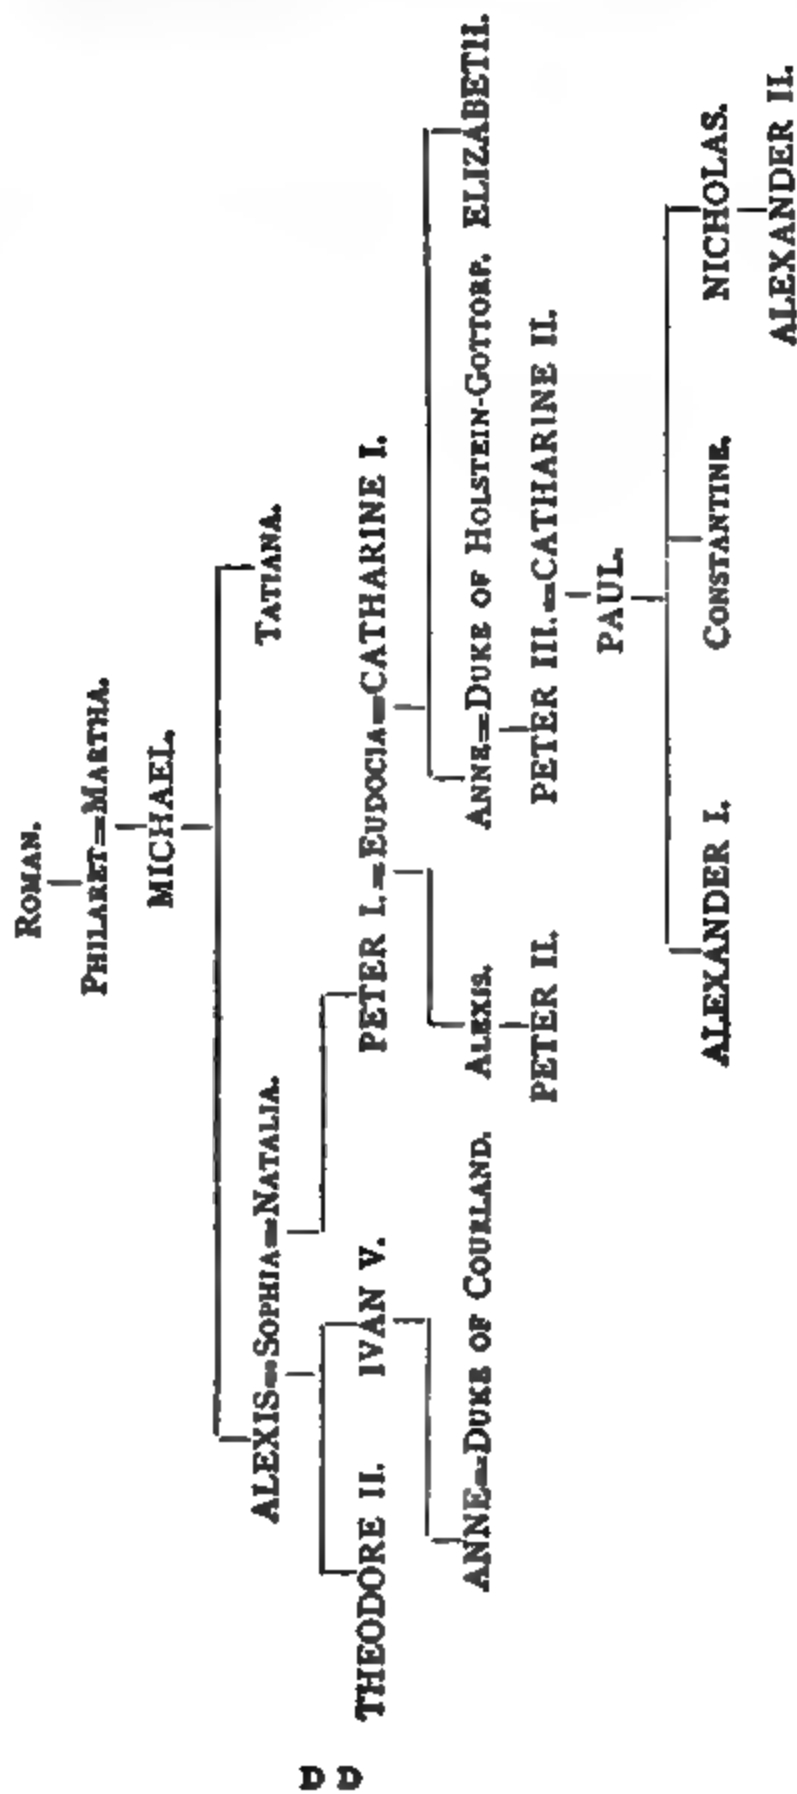 ROMAN.
PHILARET=MARTHA.
MICHAEL.
ALEXIS=SOPHIA=NATALIA. TATIANA.
THEODORE II. IVAN V. PETER I.=EUDOCIA=CATHARINE I.
ANNE=DUKE OF COURLAND. ALEXIS. ANNE=DUKE OF HOLSTEIN-GOTTORP. ELIZABETH.
PETER II. PETER III.=CATHARINE II.
PAUL.
ALEXANDER I. CONSTANTINE. NICHOLAS.
ALEXANDER II.
D D